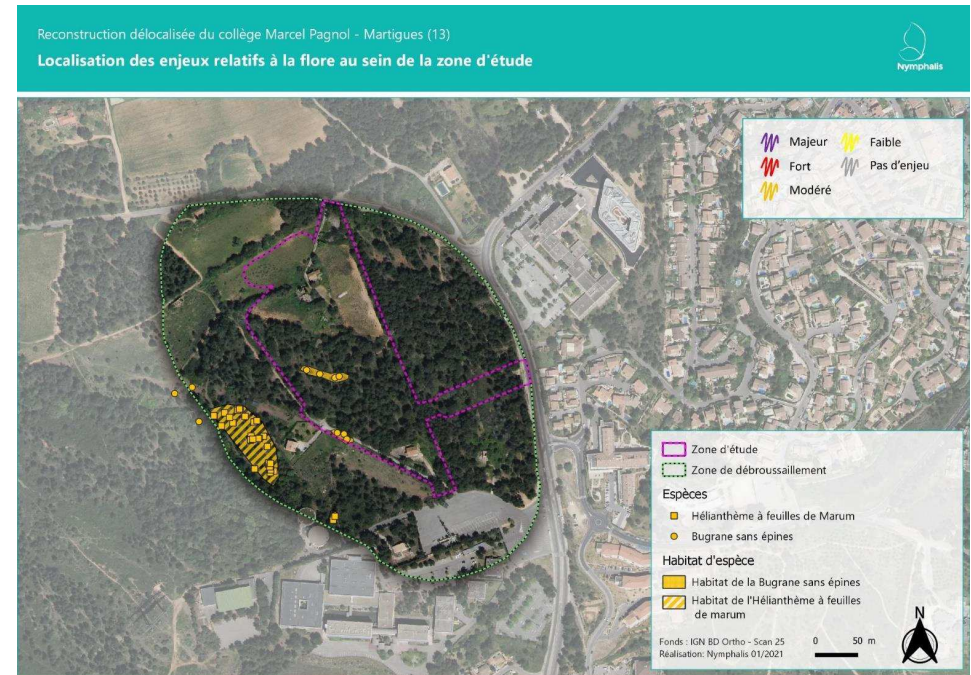 Reconstruction délocalisée du collège Marcel Pagnol - Martigues (13)
Localisation des enjeux relatifs à la flore au sein de la zone d'étude
Nymphalis
Majeur
Faible
Fort
Pas d'enjeu
Modéré
Zone d'étude
Zone de débroussaillement
Espèces
Hélianthème à feuilles de Marum
Bugrane sans épines
Habitat d'espèce
Habitat de la Bugrane sans épines
Habitat de l'Hélianthème à feuilles
de marum
N
Fonds : IGN BD Ortho - Scan 25
0 50 m
Réalisation: Nymphalis 01/2021